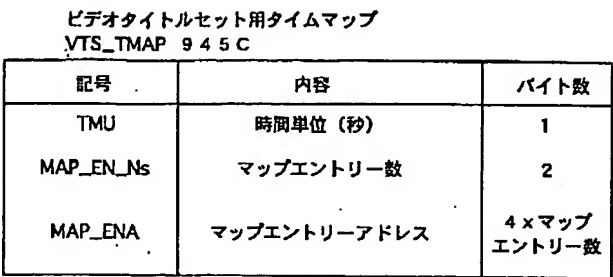 ビデオタイトルセット用タイムマップ
VTS_TMAP 945C
記号 内容 バイト数
TMU 時間単位（秒） 1
MAP_EN_Ns マップエントリー数 2
MAP_ENA マップエントリーアドレス 4×マップ
エントリー数